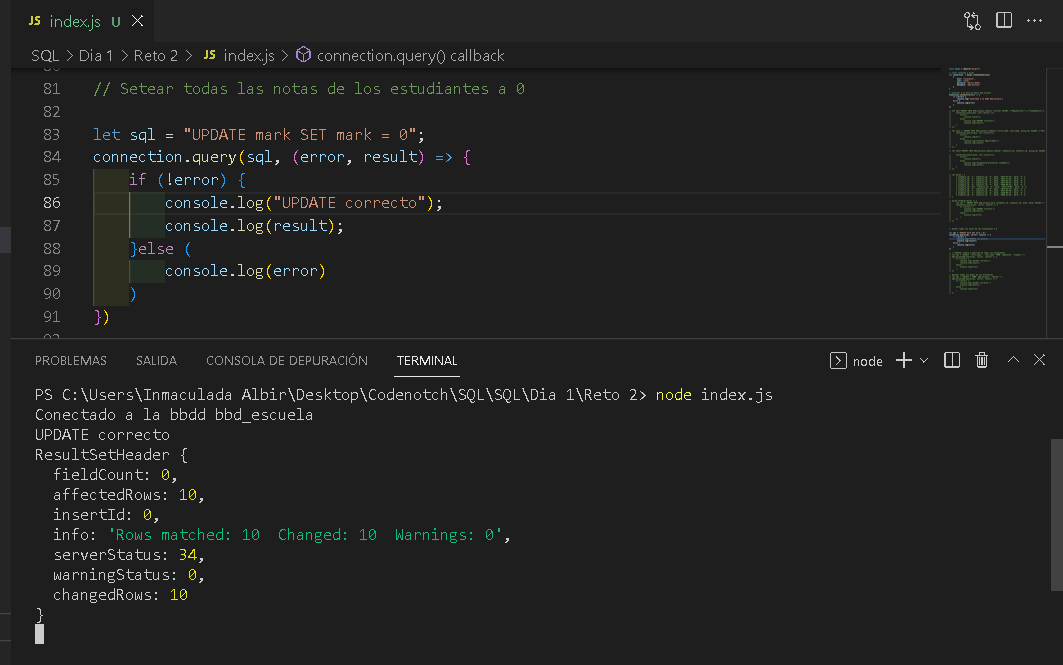 JS index.js U
SQL > Dia 1 > Reto 2 > JS index.js > connection.query() callback
81 // Setear todas las notas de los estudiantes a 0
82
83 let sql = "UPDATE mark SET mark = 0";
84 connection.query(sql, (error, result) => {
85 if (!error) {
86 console.log("UPDATE correcto");
87 console.log(result);
88 }else (
89 console.log(error)
90 )
91 })
PROBLEMAS SALIDA CONSOLA DE DEPURACIÓN TERMINAL node
PS C:\Users\Inmaculada Albir\Desktop\Codenotch\SQL\SQL\Dia 1\Reto 2> node index.js
Conectado a la bbdd bbd_escuela
UPDATE correcto
ResultSetHeader {
fieldCount: 0,
affectedRows: 10,
insertId: 0,
info: 'Rows matched: 10  Changed: 10  Warnings: 0',
serverStatus: 34,
warningStatus: 0,
changedRows: 10
}